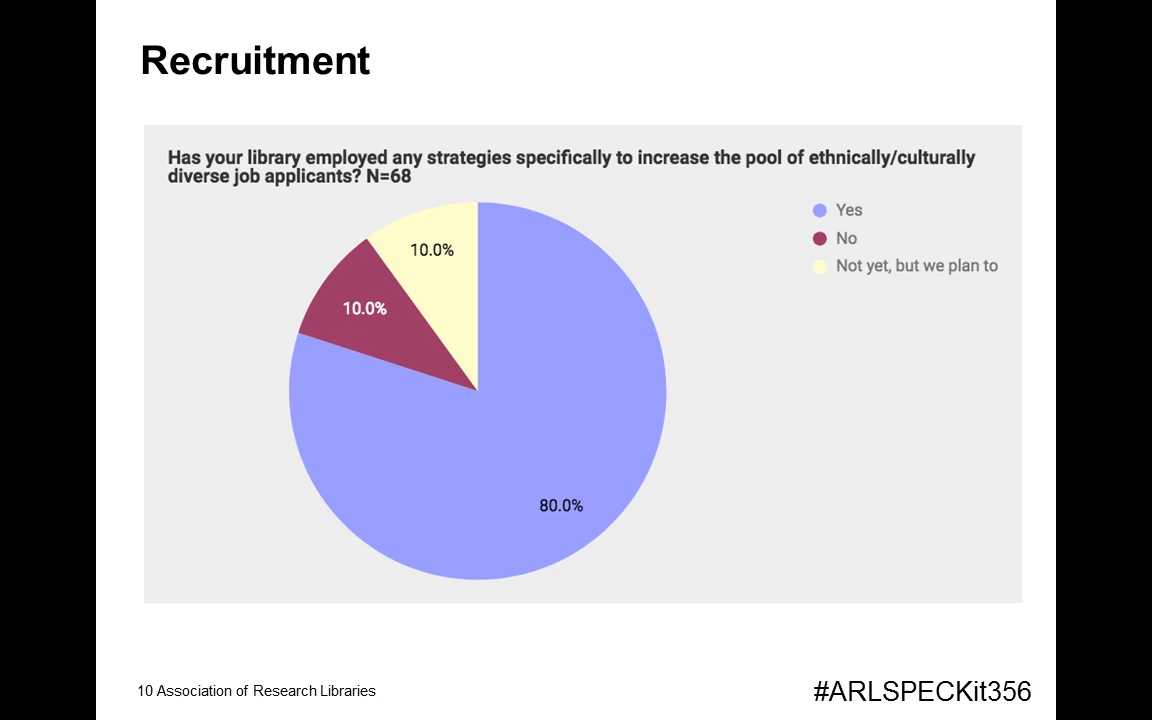 Recruitment
Has your library employed any strategies specifically to increase the pool of ethnically/culturally
diverse job applicants? N=68
Yes
No
Not yet, but we plan to
10.0%
10.0%
80.0%
10 Association of Research Libraries
#ARLSPECKit356